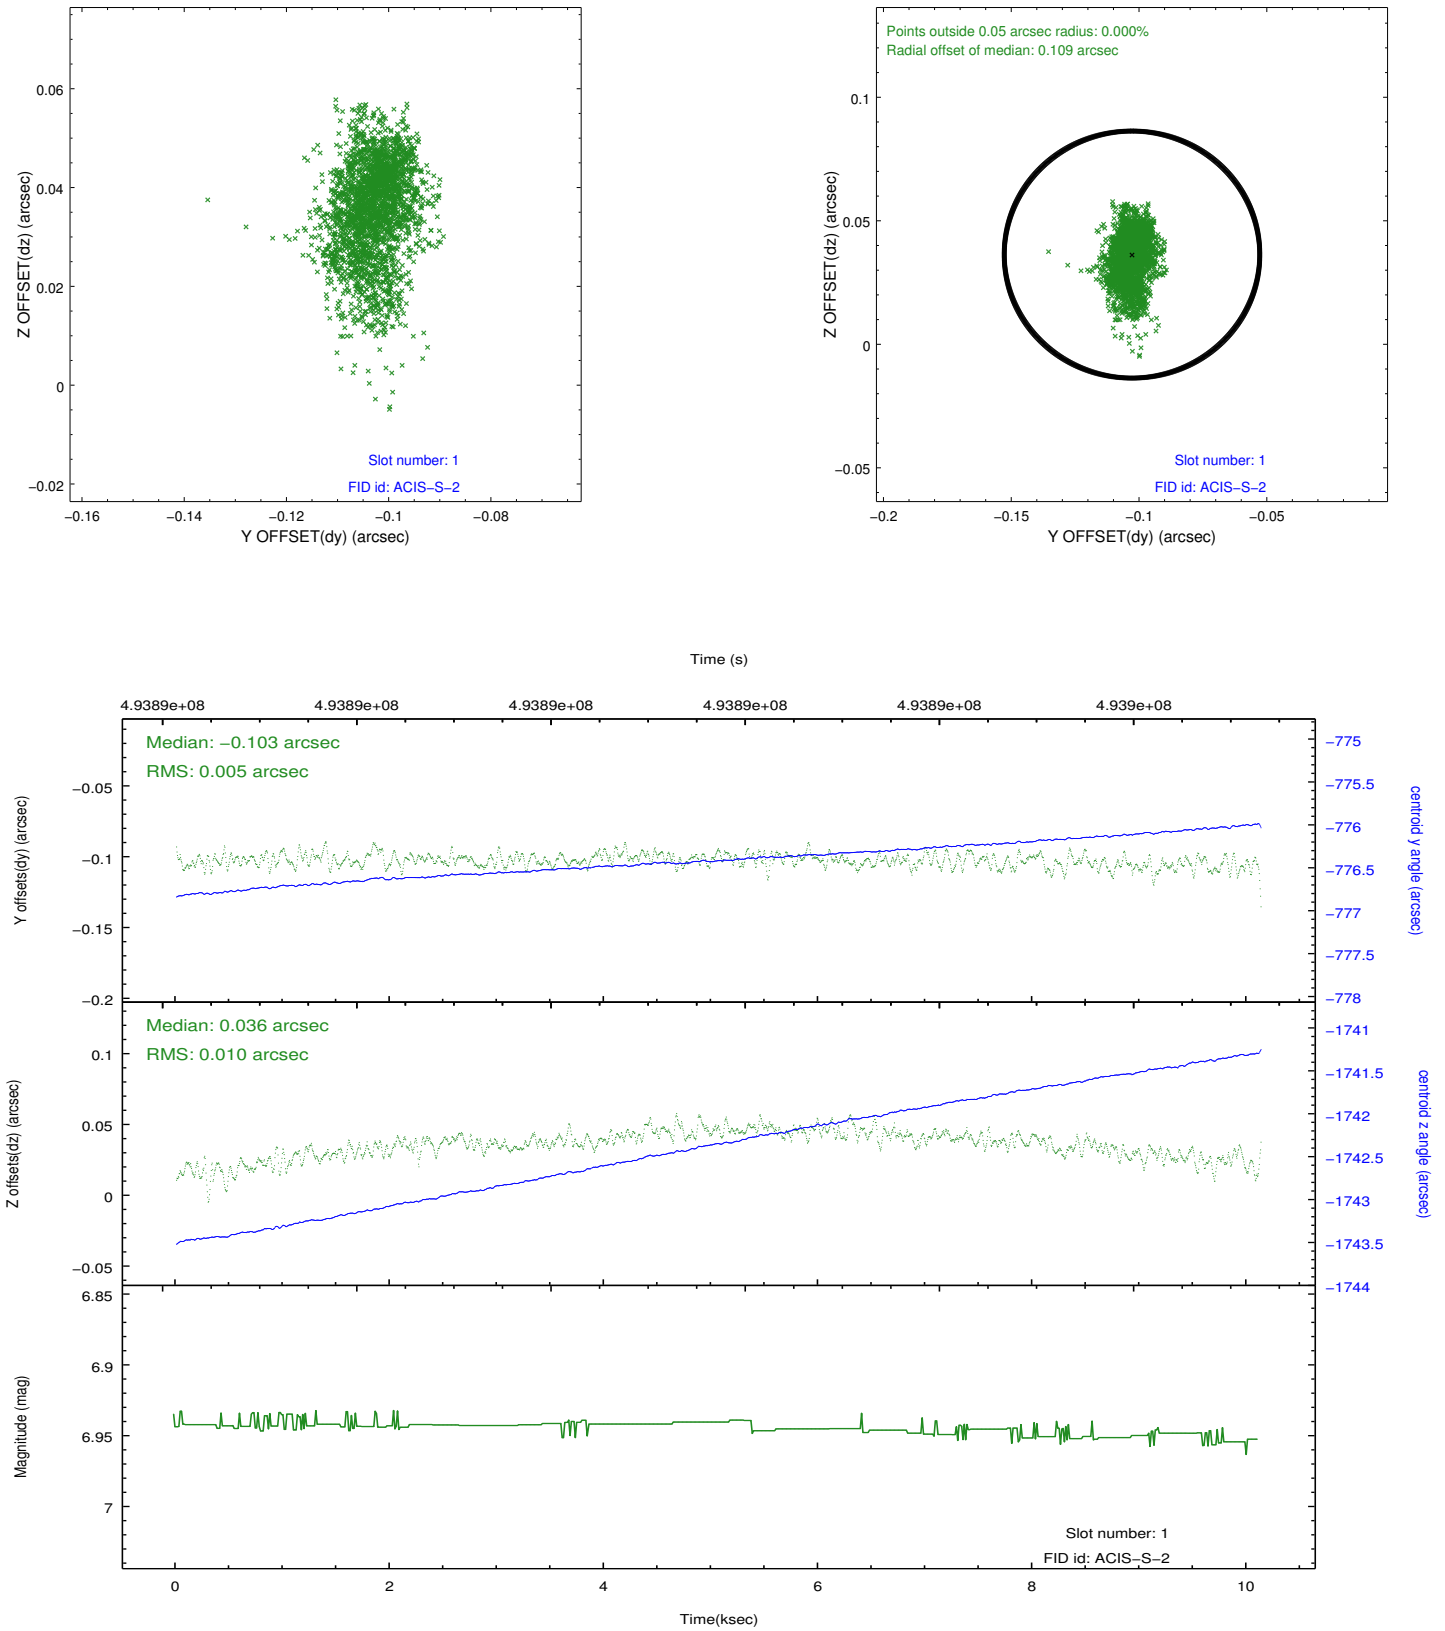 0.06
0.04
0.02
0
−0.02
Z OFFSET(dz) (arcsec)
Slot number: 1
FID id: ACIS−S−2
−0.16
−0.14
−0.12
−0.1
−0.08
Y OFFSET(dy) (arcsec)
Points outside 0.05 arcsec radius: 0.000%
Radial offset of median: 0.109 arcsec
0.1
0.05
0
−0.05
Z OFFSET(dz) (arcsec)
Slot number: 1
FID id: ACIS−S−2
−0.2
−0.15
−0.1
−0.05
Y OFFSET(dy) (arcsec)
Time (s)
4.9389e+08
4.9389e+08
4.9389e+08
4.9389e+08
4.9389e+08
4.939e+08
Median: −0.103 arcsec
RMS: 0.005 arcsec
−0.05
−0.1
−0.15
−0.2
Y offsets(dy) (arcsec)
−775
−775.5
−776
−776.5
−777
−777.5
−778
centroid y angle (arcsec)
Median: 0.036 arcsec
RMS: 0.010 arcsec
0.1
0.05
0
−0.05
Z offsets(dz) (arcsec)
−1741
−1741.5
−1742
−1742.5
−1743
−1743.5
−1744
centroid z angle (arcsec)
6.85
6.9
6.95
7
Magnitude (mag)
Slot number: 1
FID id: ACIS−S−2
0
2
4
6
8
10
Time(ksec)